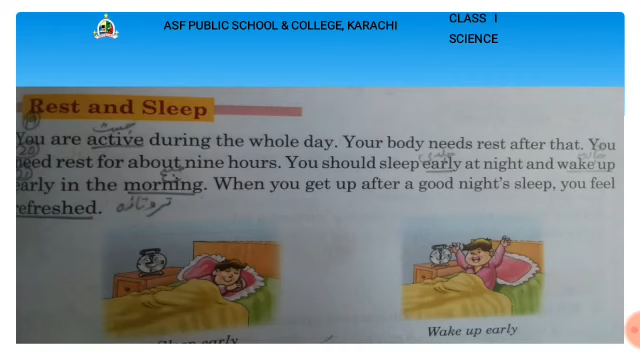 ASF PUBLIC SCHOOL & COLLEGE, KARACHI
CLASS I
SCIENCE
Rest and Sleep
You are active during the whole day. Your body needs rest after that. You
need rest for about nine hours. You should sleep early at night and wake up
early in the morning. When you get up after a good night's sleep, you feel
refreshed. تروتازہ
Sleep early
Wake up early